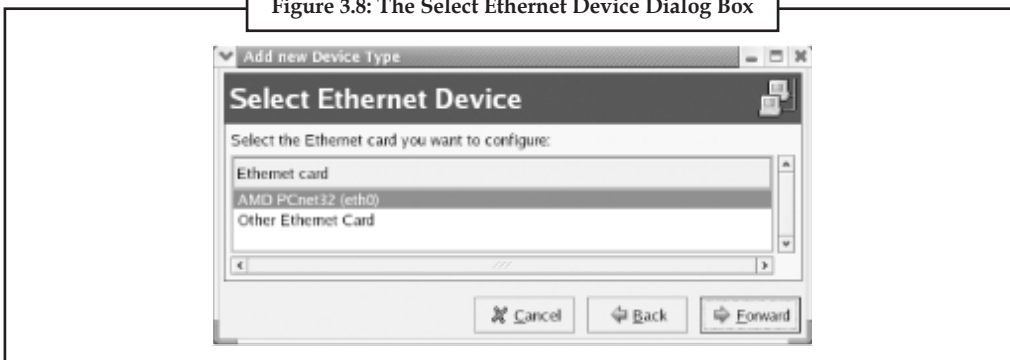 Figure 3.8: The Select Ethernet Device Dialog Box
Add new Device Type
Select Ethernet Device
Select the Ethernet card you want to configure:
Ethernet card
AMD PCnet32 (eth0)
Other Ethernet Card
Cancel
Back
Forward